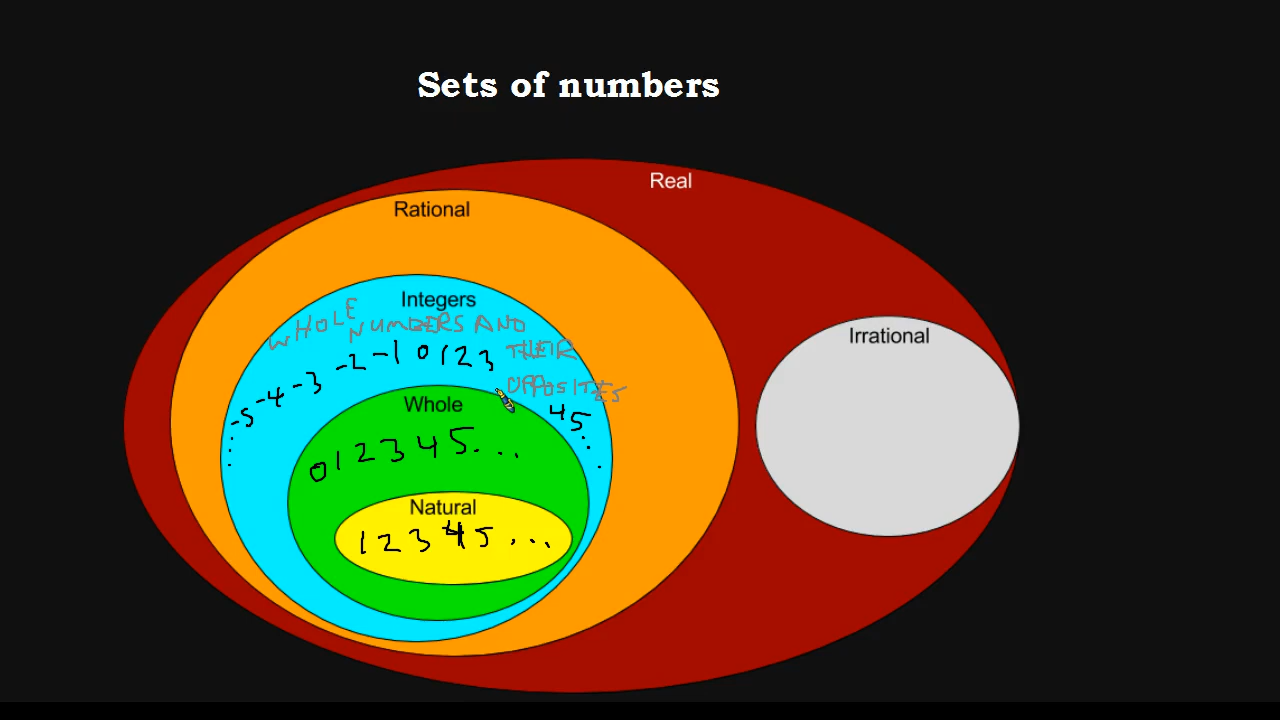 Sets of numbers
Real
Rational
Integers
WHOLE NUMBERS AND
THEIR
OPPOSITES
... -5 -4 -3 -2 -1 0 1 2 3
4 5 ...
Irrational
Whole
0 1 2 3 4 5 ...
Natural
1 2 3 4 5 ...